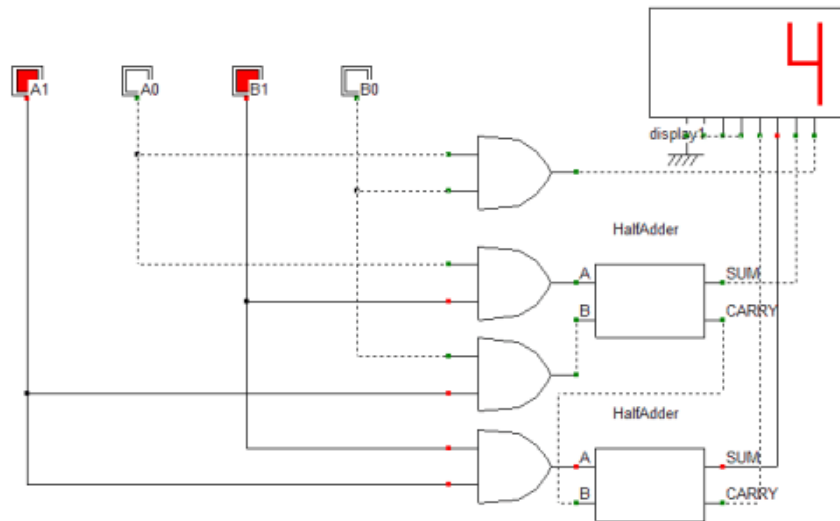 4
A1
A0
B1
B0
display1
HalfAdder
A
SUM
B
CARRY
HalfAdder
A
SUM
B
CARRY